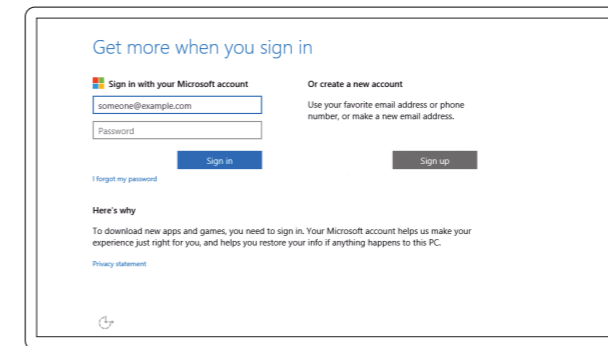 Get more when you sign in
Sign in with your Microsoft account
someone@example.com
Password
Sign in
I forgot my password
Or create a new account
Use your favorite email address or phone
number, or make a new email address.
Sign up
Here's why
To download new apps and games, you need to sign in. Your Microsoft account helps us make your
experience just right for you, and helps you restore your info if anything happens to this PC.
Privacy statement